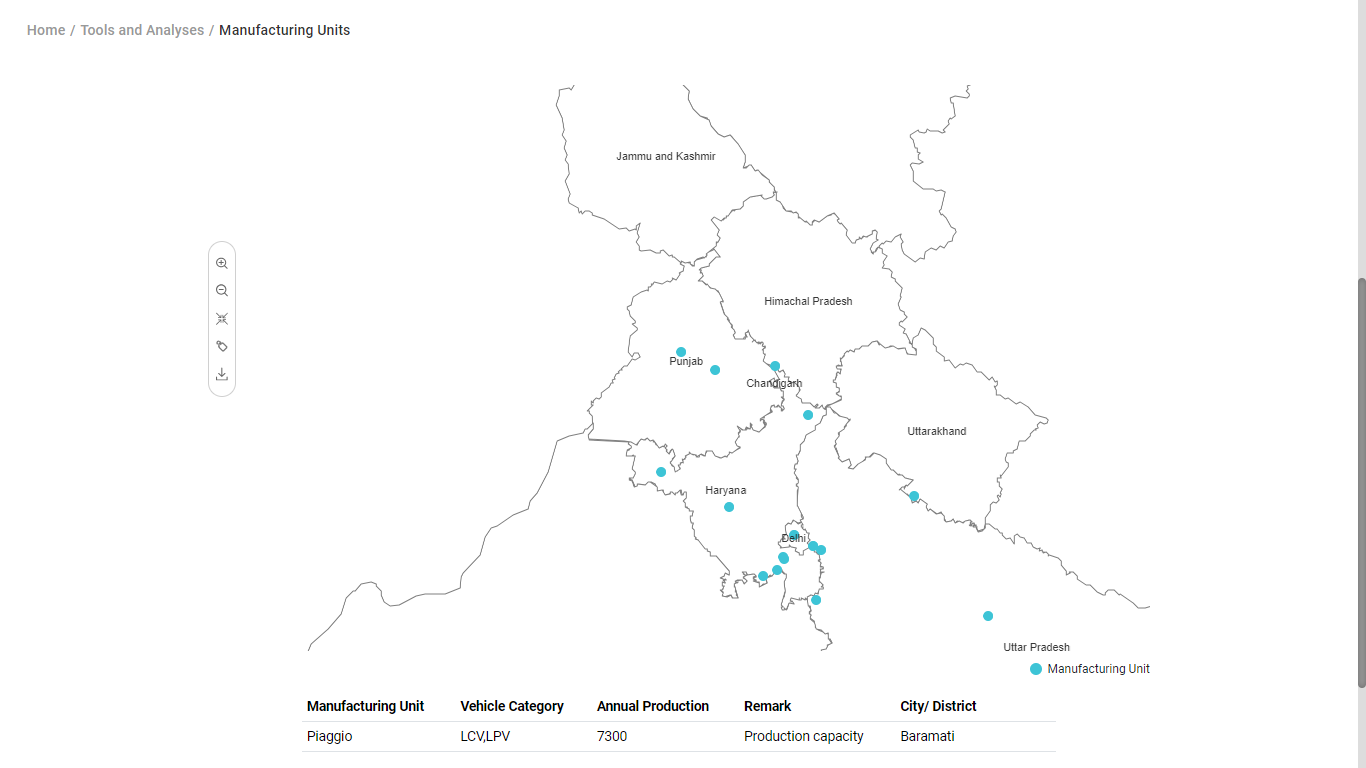 Home / Tools and Analyses / Manufacturing Units
Jammu and Kashmir
Himachal Pradesh
Punjab
Chandigarh
Uttarakhand
Haryana
Delhi
Uttar Pradesh
Manufacturing Unit
Manufacturing Unit Vehicle Category Annual Production Remark City/ District
Piaggio LCV,LPV 7300 Production capacity Baramati